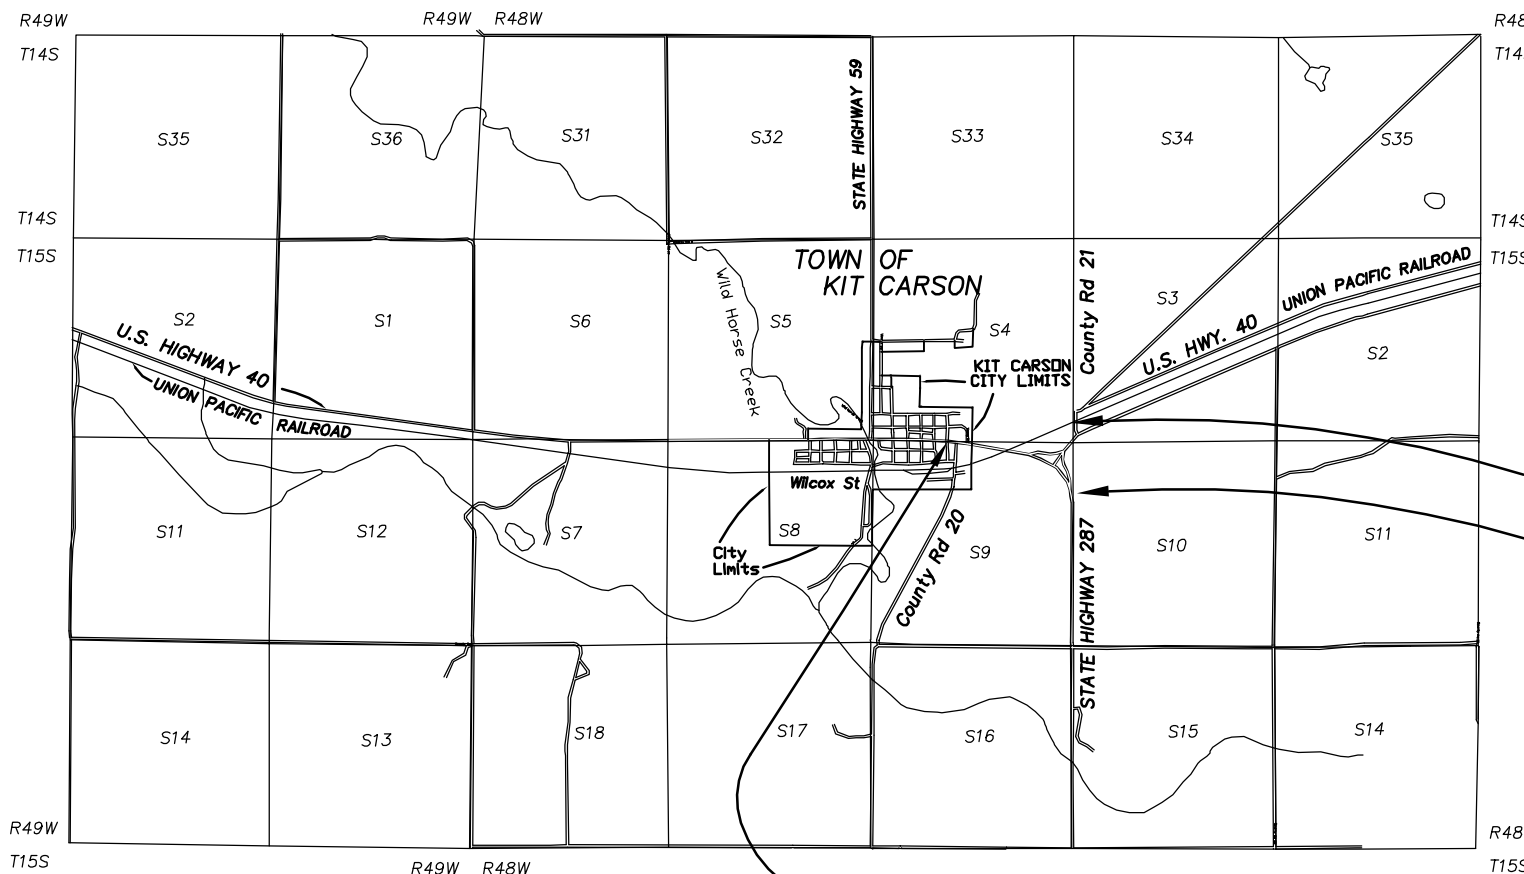 R49W
R49W R48W
R48
T14S
T14
STATE HIGHWAY 59
S35
S36
S31
S32
S33
S34
S35
T14S
T14S
T15S
T15S
TOWN OF
KIT CARSON
County Rd 21
UNION PACIFIC RAILROAD
Wild Horse Creek
S2
S1
S6
S5
S4
S3
S2
U.S. HIGHWAY 40
U.S. HWY. 40
KIT CARSON
CITY LIMITS
UNION PACIFIC RAILROAD
Wilcox St
S11
S12
S7
S8
S9
S10
S11
City
Limits
County Rd 20
STATE HIGHWAY 287
S14
S13
S18
S17
S16
S15
S14
R49W
R48
T15S
R49W R48W
T15S